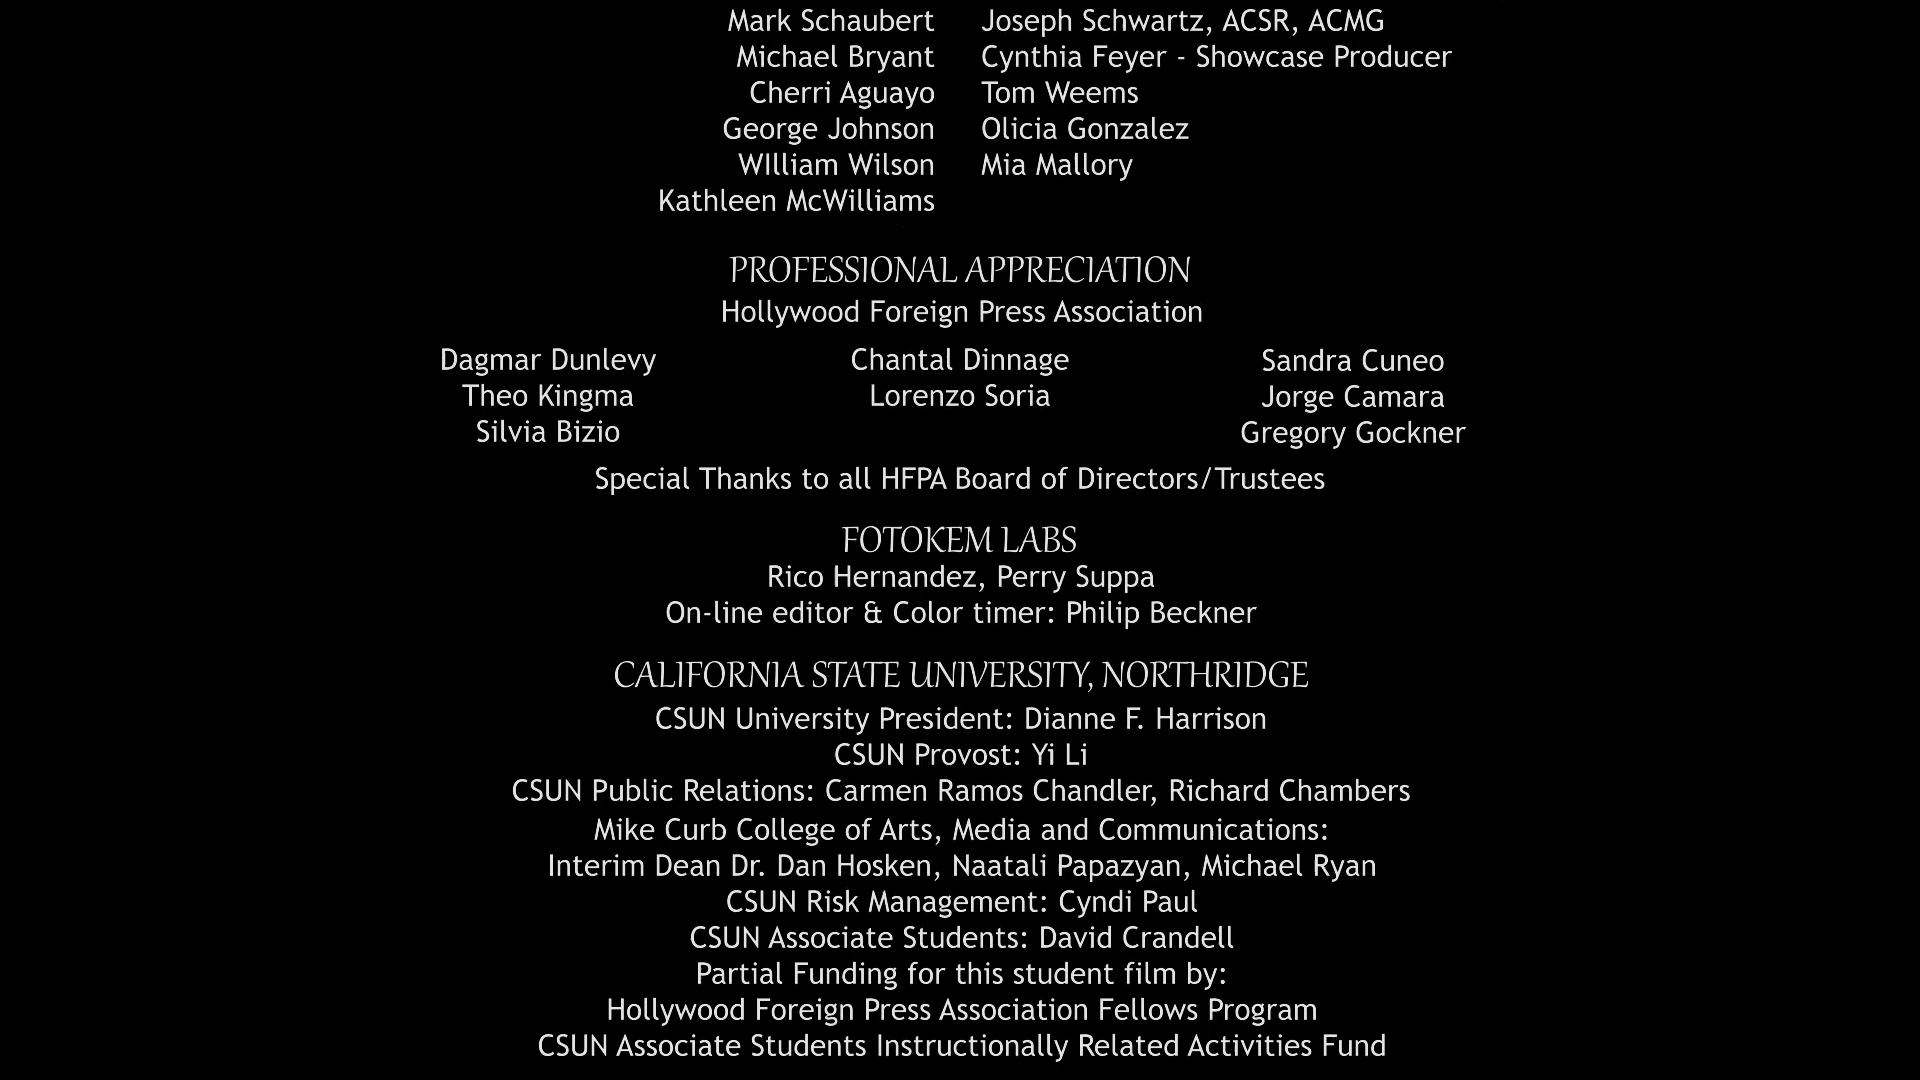 Mark Schaubert Joseph Schwartz, ACSR, ACMG
Michael Bryant Cynthia Feyer - Showcase Producer
Cherri Aguayo Tom Weems
George Johnson Olicia Gonzalez
WIlliam Wilson Mia Mallory
Kathleen McWilliams
PROFESSIONAL APPRECIATION
Hollywood Foreign Press Association
Dagmar Dunlevy Chantal Dinnage Sandra Cuneo
Theo Kingma Lorenzo Soria Jorge Camara
Silvia Bizio Gregory Gockner
Special Thanks to all HFPA Board of Directors/Trustees
FOTOKEM LABS
Rico Hernandez, Perry Suppa
On-line editor & Color timer: Philip Beckner
CALIFORNIA STATE UNIVERSITY, NORTHRIDGE
CSUN University President: Dianne F. Harrison
CSUN Provost: Yi Li
CSUN Public Relations: Carmen Ramos Chandler, Richard Chambers
Mike Curb College of Arts, Media and Communications:
Interim Dean Dr. Dan Hosken, Naatali Papazyan, Michael Ryan
CSUN Risk Management: Cyndi Paul
CSUN Associate Students: David Crandell
Partial Funding for this student film by:
Hollywood Foreign Press Association Fellows Program
CSUN Associate Students Instructionally Related Activities Fund